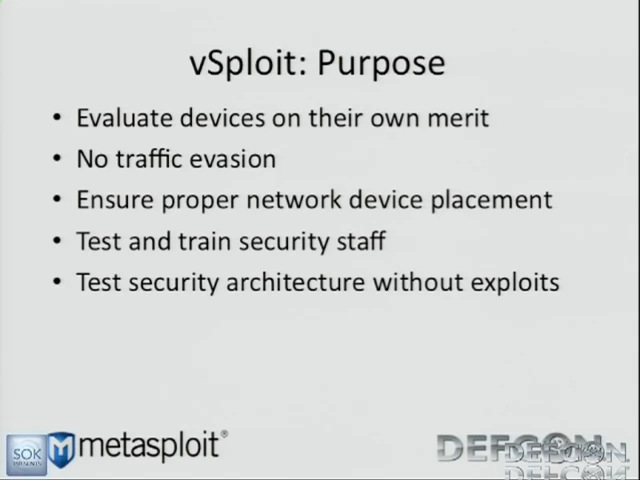 vSploit: Purpose
• Evaluate devices on their own merit
• No traffic evasion
• Ensure proper network device placement
• Test and train security staff
• Test security architecture without exploits
SOK
metasploit®
DEFCON